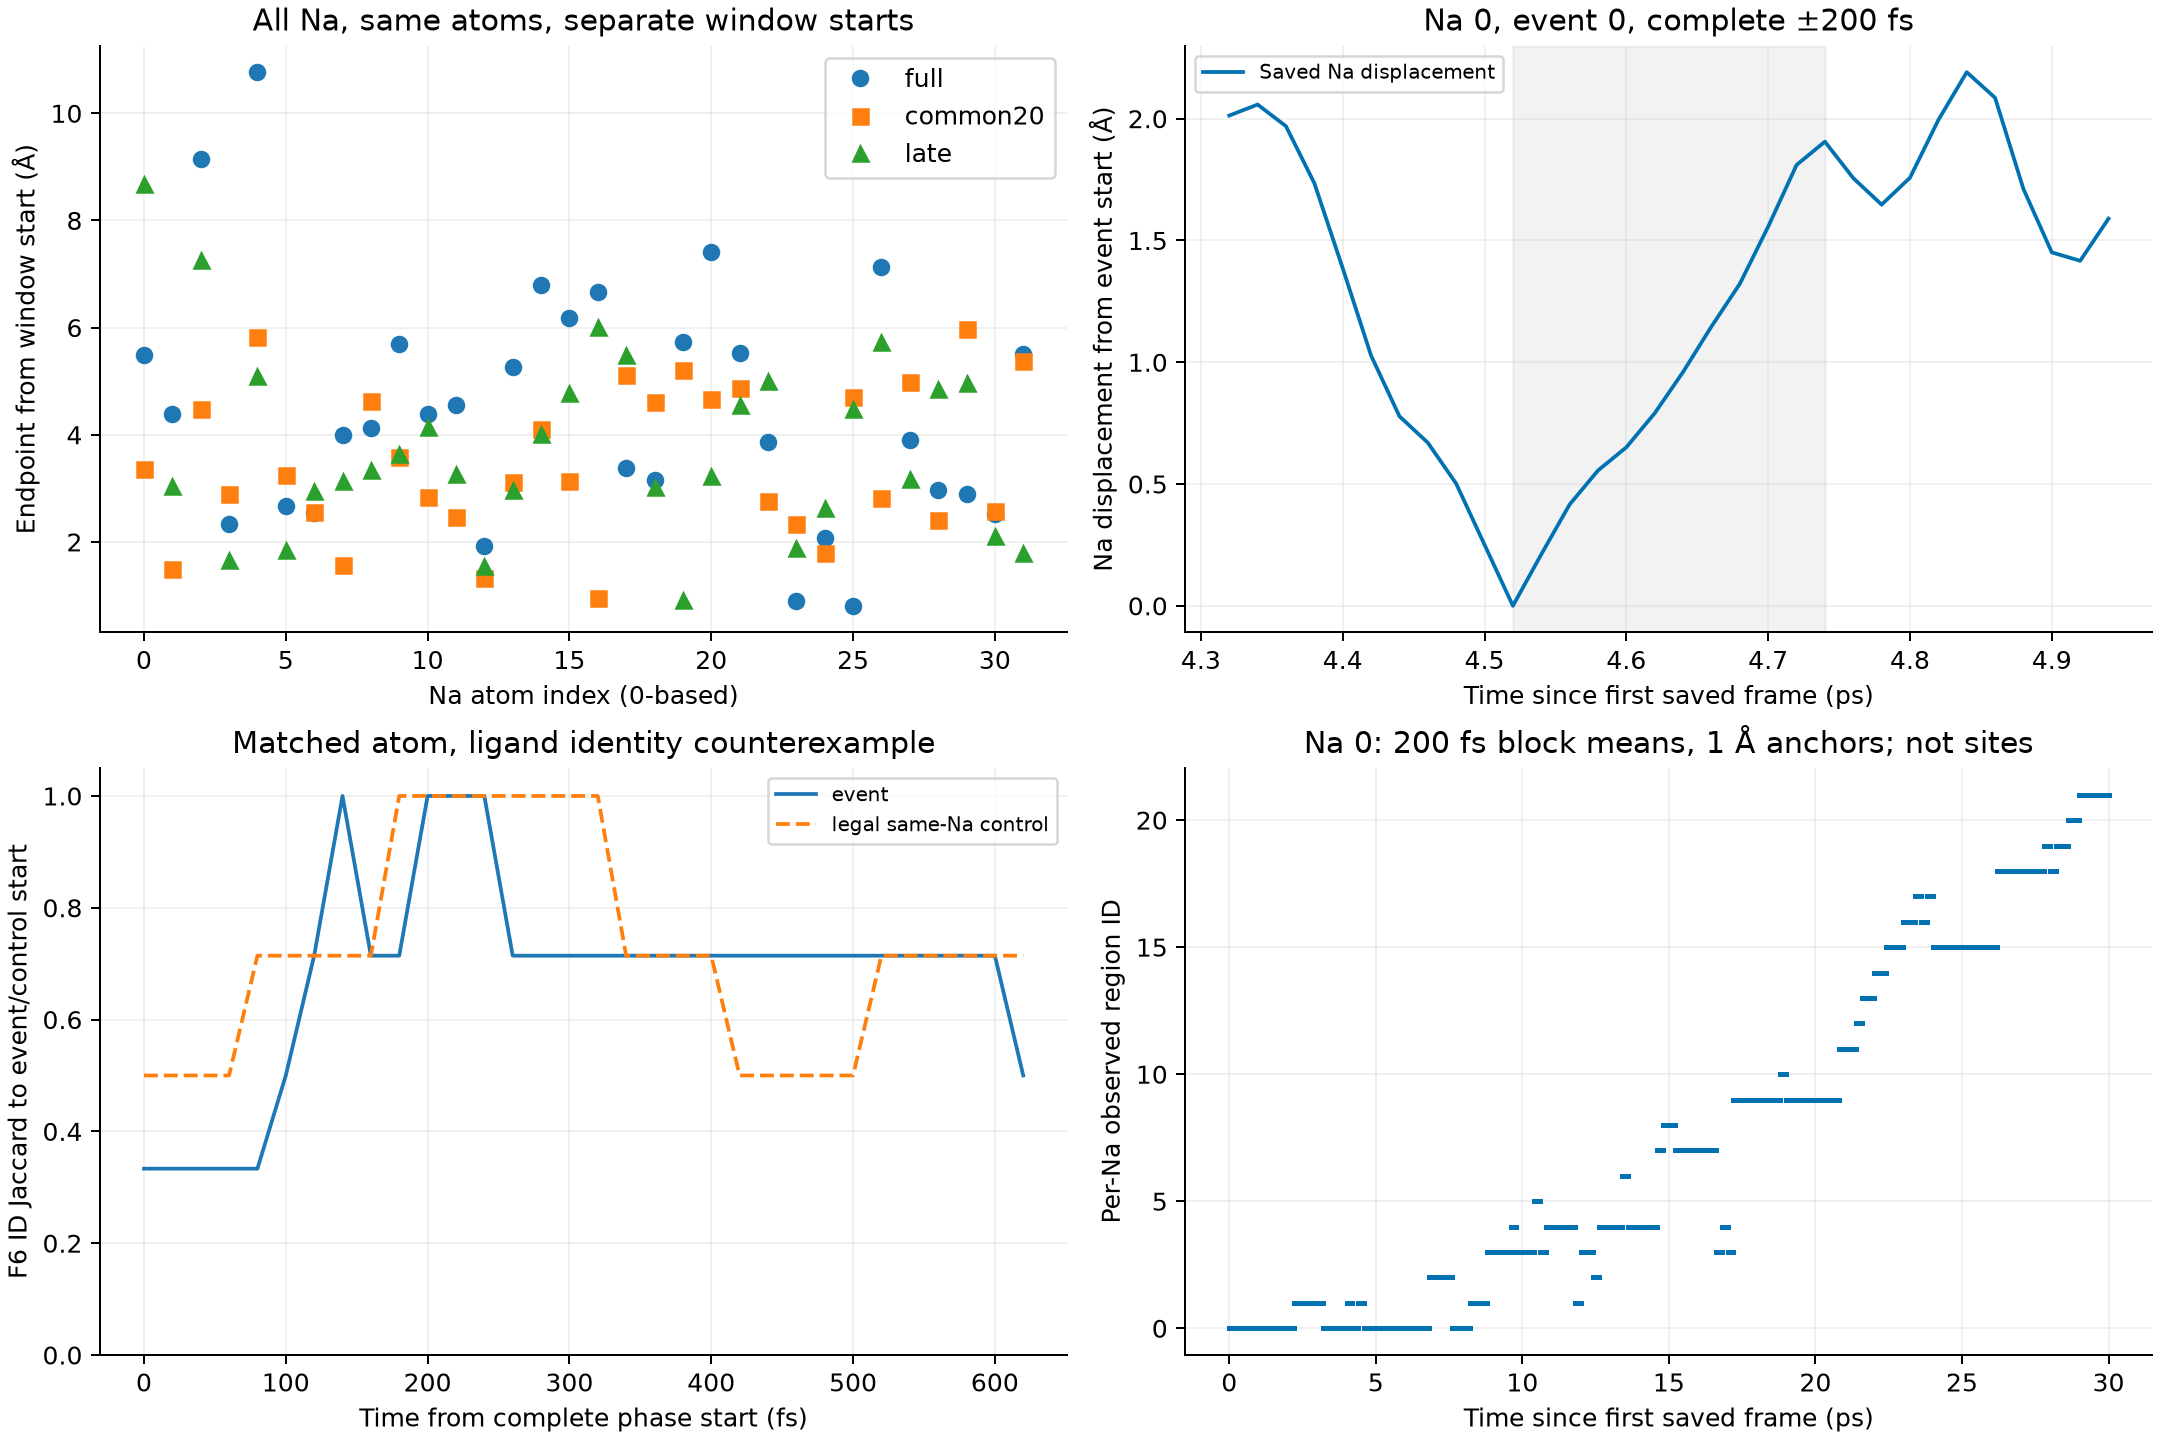 All Na, same atoms, separate window starts
Endpoint from window start (Å)
10
8
6
4
2
full
common20
late
0 5 10 15 20 25 30
Na atom index (0-based)
Na 0, event 0, complete ±200 fs
Na displacement from event start (Å)
2.0
1.5
1.0
0.5
0.0
Saved Na displacement
4.3 4.4 4.5 4.6 4.7 4.8 4.9
Time since first saved frame (ps)
Matched atom, ligand identity counterexample
F6 ID Jaccard to event/control start
1.0
0.8
0.6
0.4
0.2
0.0
event
legal same-Na control
0 100 200 300 400 500 600
Time from complete phase start (fs)
Na 0: 200 fs block means, 1 Å anchors; not sites
Per-Na observed region ID
20
15
10
5
0
0 5 10 15 20 25 30
Time since first saved frame (ps)